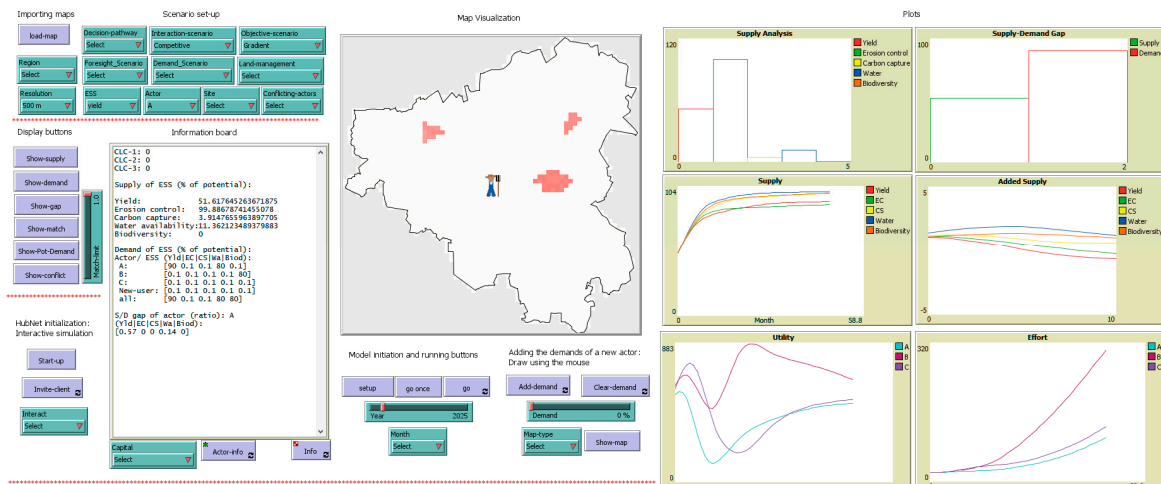 Importing maps
Scenario set-up
Map Visualization
Plots
load-map
Decision-pathway
Select
Interaction-scenario
Competitive
Objective-scenario
Gradient
Region
Select
Foresight_Scenario
Select
Demand_Scenario
Select
Land-management
Select
Resolution
500 m
ESS
yield
Actor
A
Site
Select
Conflicting-actors
Select
Display buttons
Information board
Show-supply
Show-demand
Show-gap
Show-match
Show-Pot-Demand
Show-conflict
Match-limit
1.0
CLC-1: 0
CLC-2: 0
CLC-3: 0
Supply of ESS (% of potential):
Yield: 51.617645263671875
Erosion control: 99.88678741455078
Carbon capture: 3.9147655963897705
Water availability:11.362123489379883
Biodiversity: 0
Demand of ESS (% of potential):
Actor/ ESS (Yld|EC|CS|Wa|Biod):
A: [90 0.1 0.1 80 0.1]
B: [0.1 0.1 0.1 0.1 80]
C: [0.1 0.1 0.1 0.1 0.1]
New-user: [0.1 0.1 0.1 0.1 0.1]
all: [90 0.1 0.1 80 80]
S/D gap of actor (ratio): A
(Yld|EC|CS|Wa|Biod):
[0.57 0 0 0.14 0]
HubNet initialization:
Interactive simulation
Start-up
Invite-client
Interact
Select
Capital
Select
Actor-info
Info
Model initiation and running buttons
setup
go once
go
Year
2025
Month
Select
Adding the demands of a new actor:
Draw using the mouse
Add-demand
Clear-demand
Demand
0 %
Map-type
Select
Show-map
Supply Analysis
120
0
5
Yield
Erosion control
Carbon capture
Water
Biodiversity
Supply-Demand Gap
100
0
2
Supply
Supply
104
0
0
Month
58.8
Yield
EC
CS
Water
Biodiversity
Added Supply
5
-5
0
10
Yield
EC
CS
Water
Biodiversity
Utility
883
0
A
B
C
Effort
320
0
B
C